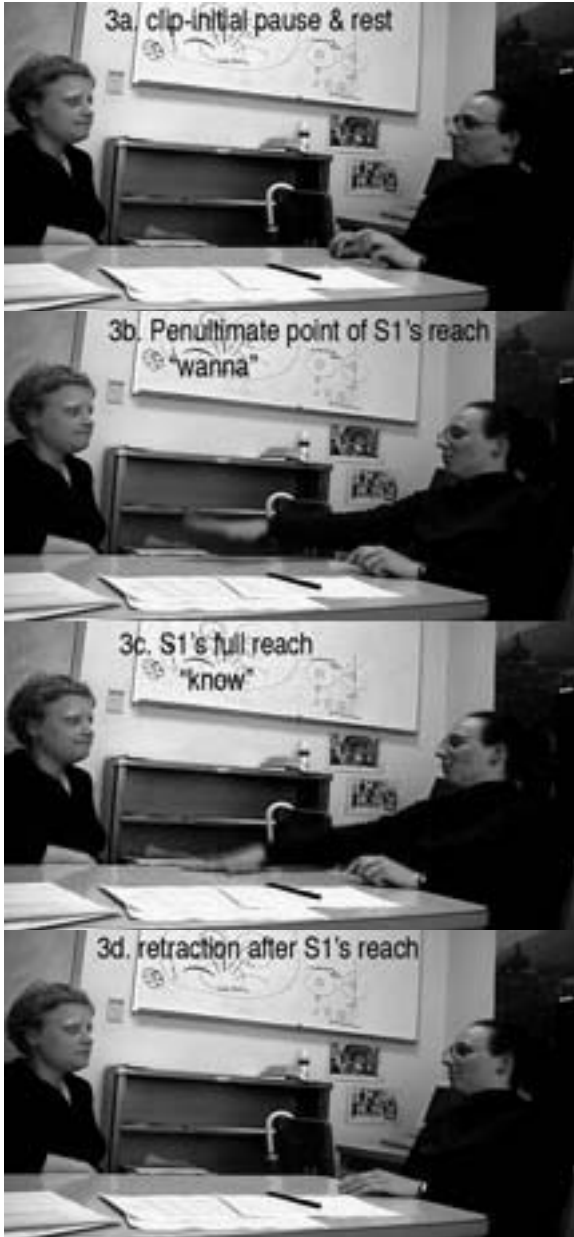 3a. clip-initial pause & rest
3b. Penultimate point of S1's reach
"wanna"
3c. S1's full reach
"know"
3d. retraction after S1's reach